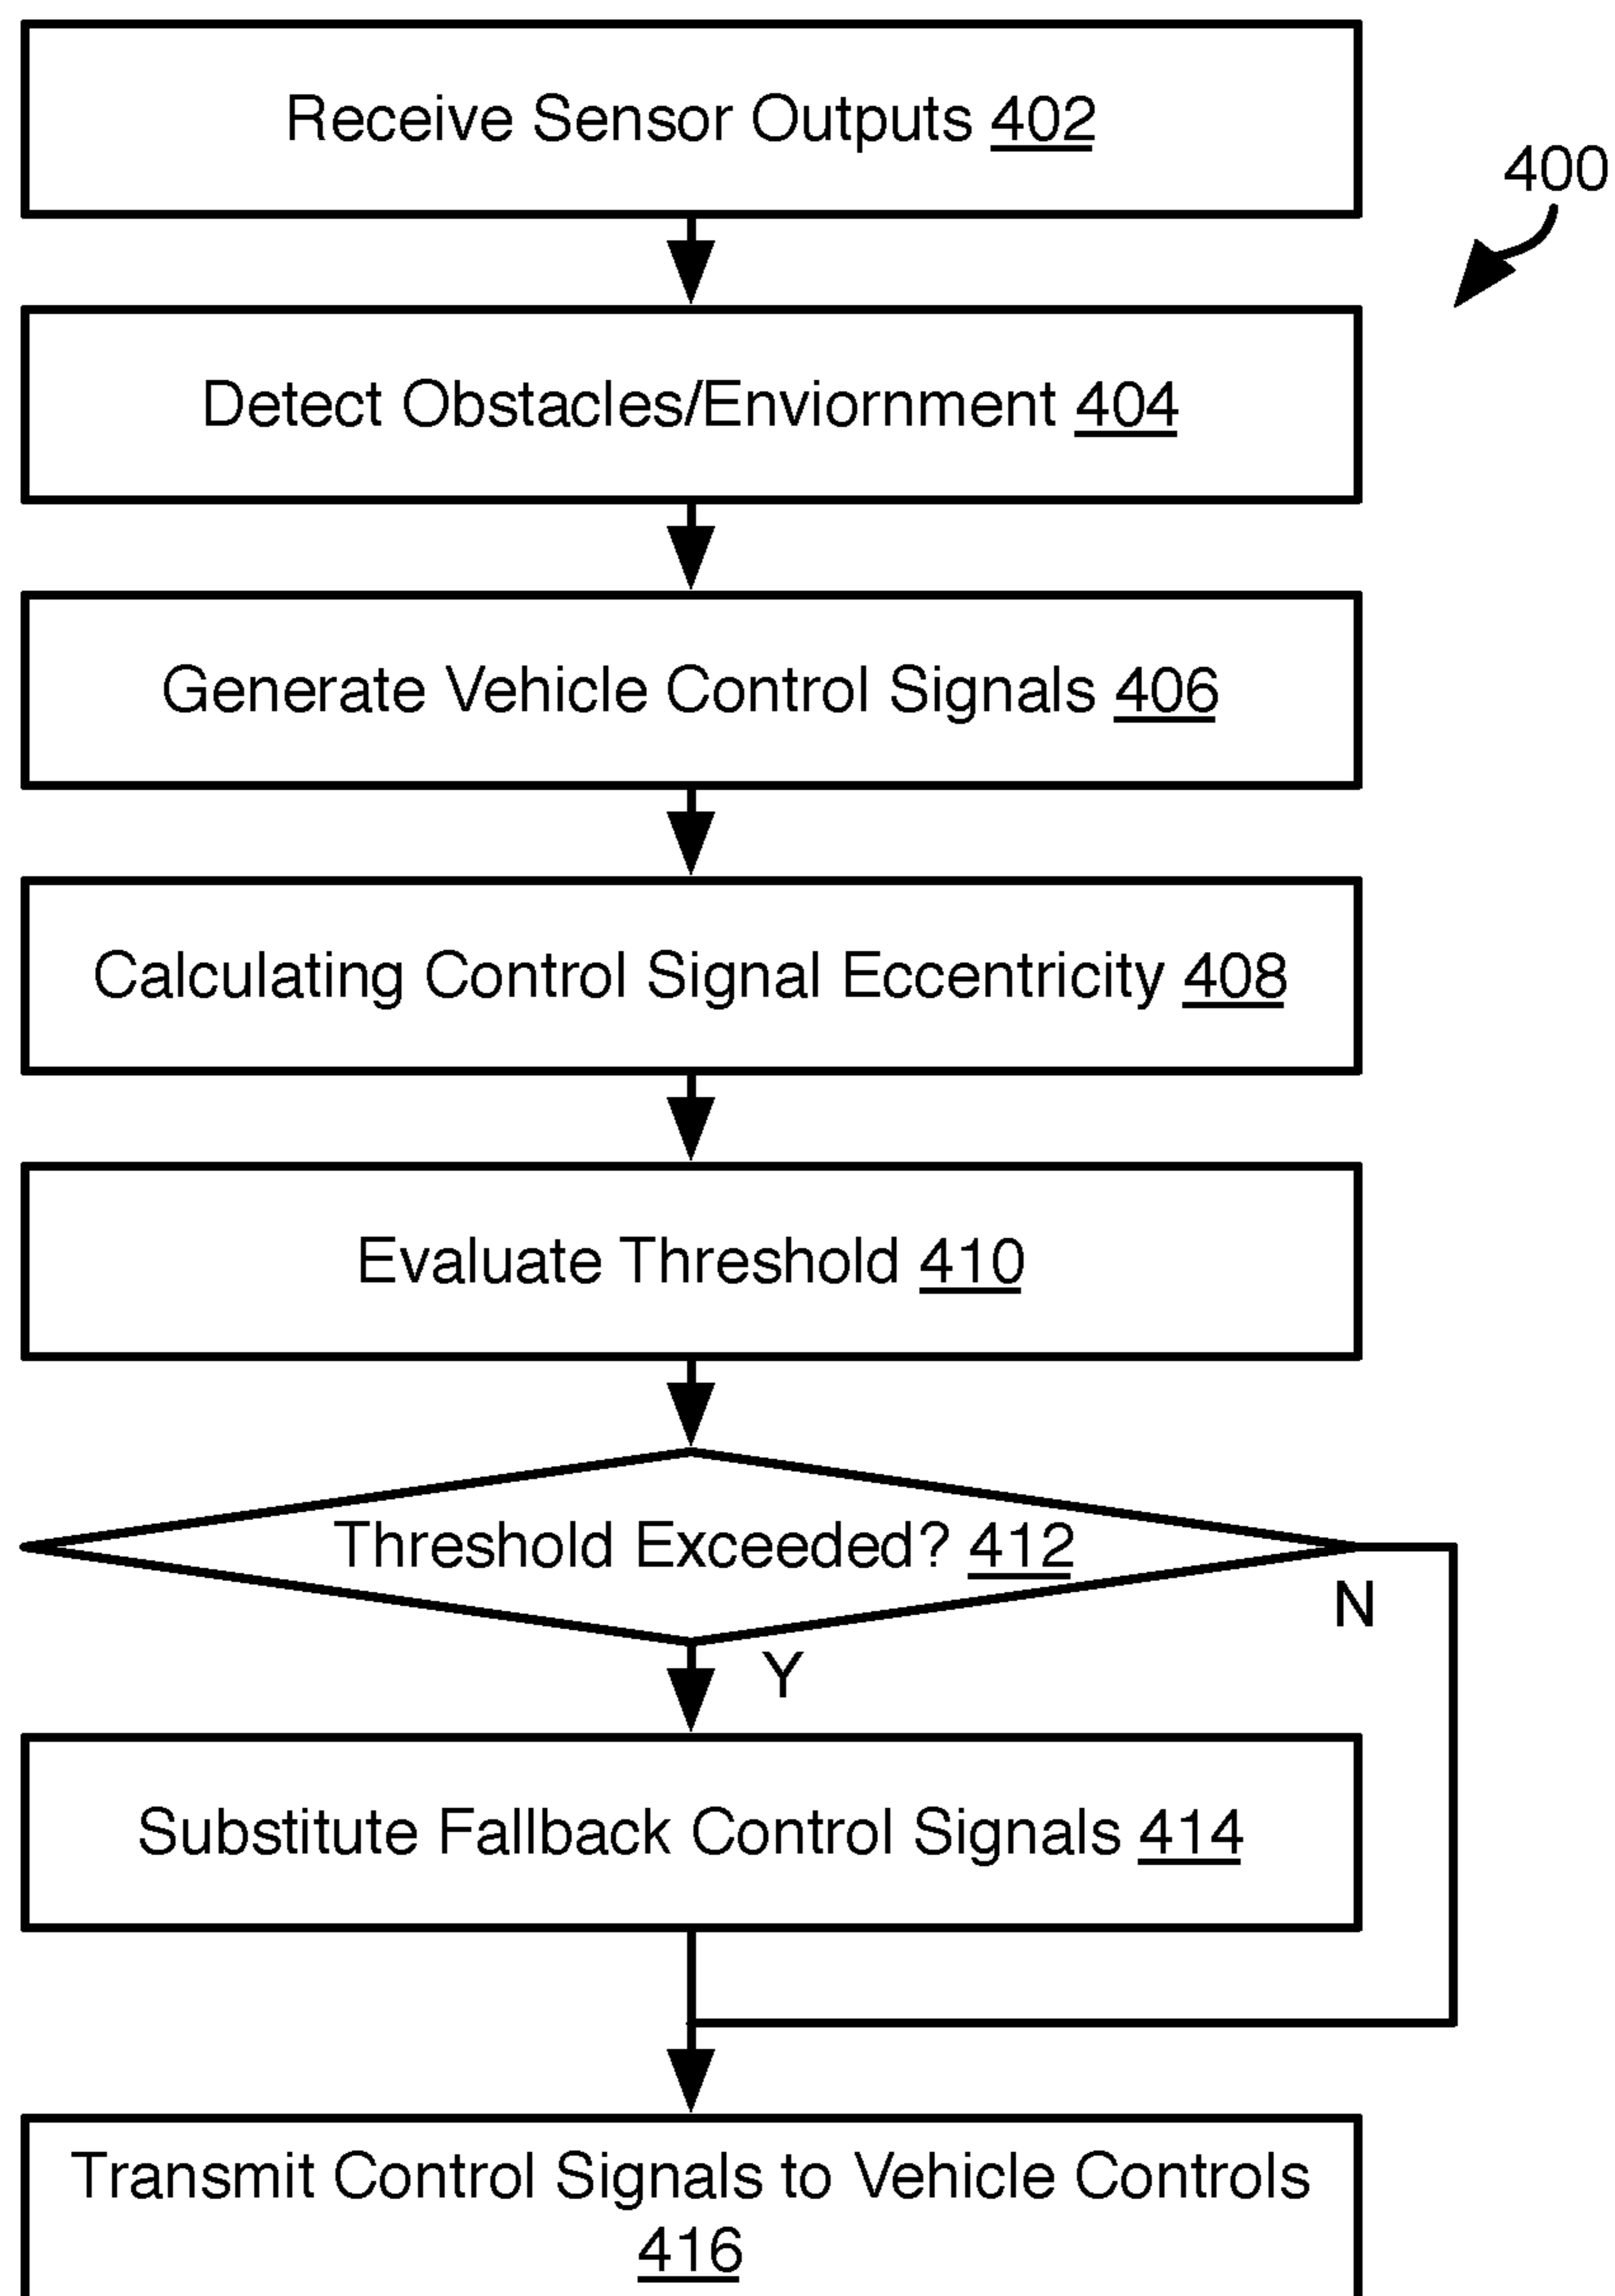 Receive Sensor Outputs 402
400
Detect Obstacles/Enviornment 404
Generate Vehicle Control Signals 406
Calculating Control Signal Eccentricity 408
Evaluate Threshold 410
Threshold Exceeded? 412
N
Y
Substitute Fallback Control Signals 414
Transmit Control Signals to Vehicle Controls
416